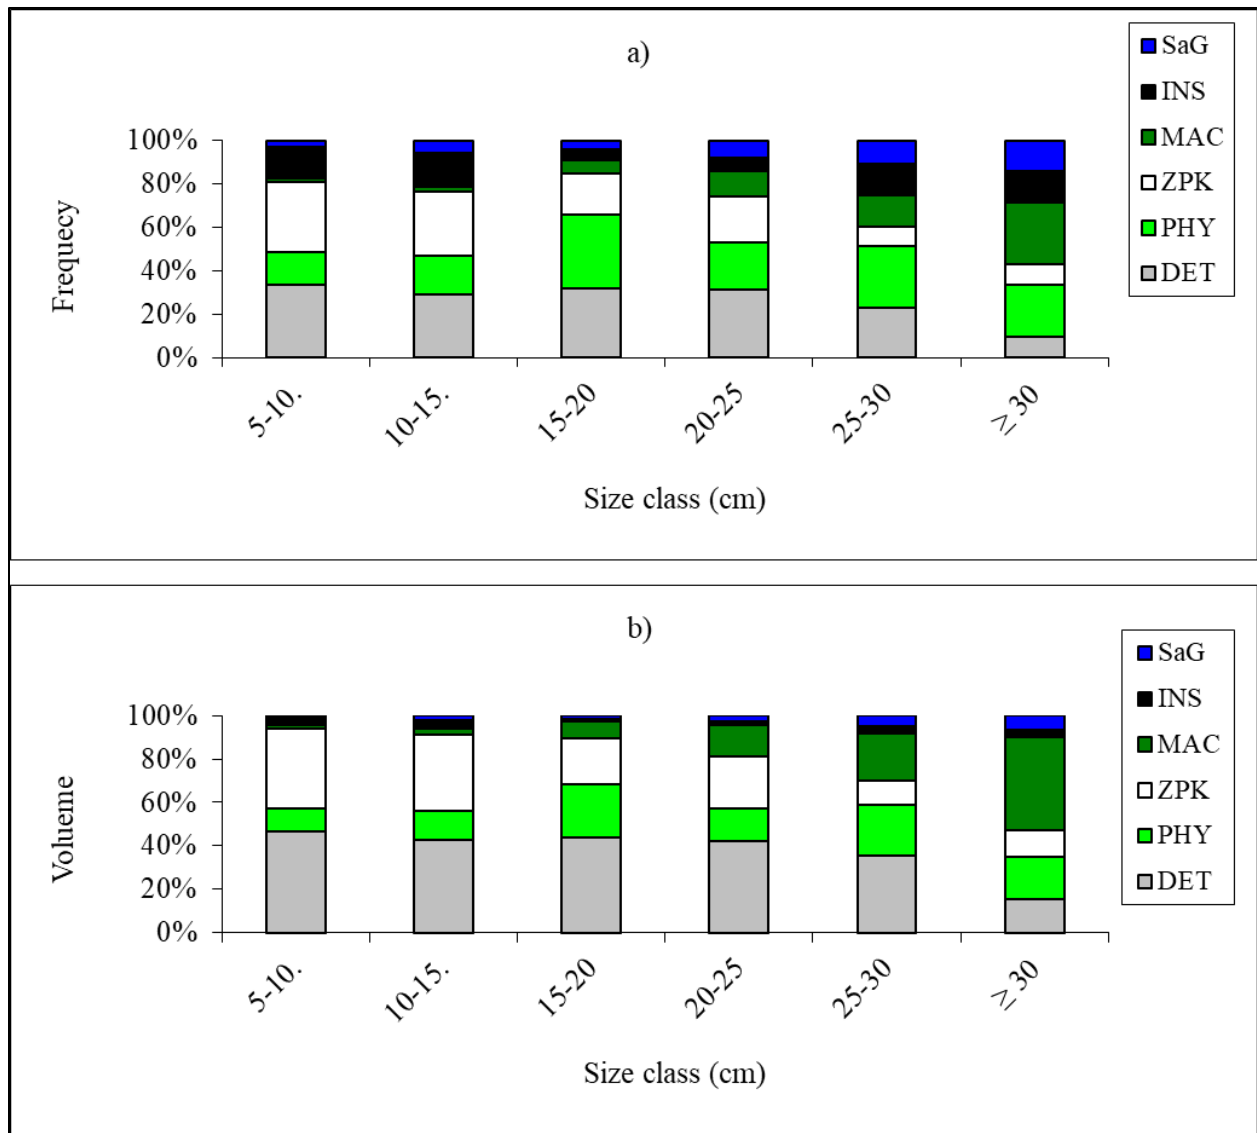 a)
SaG
INS
MAC
ZPK
PHY
DET
Frequecy
100%
80%
60%
40%
20%
0%
5-10.
10-15.
15-20
20-25
25-30
≥ 30
Size class (cm)
b)
SaG
INS
MAC
ZPK
PHY
DET
Volueme
100%
80%
60%
40%
20%
0%
5-10.
10-15.
15-20
20-25
25-30
≥ 30
Size class (cm)